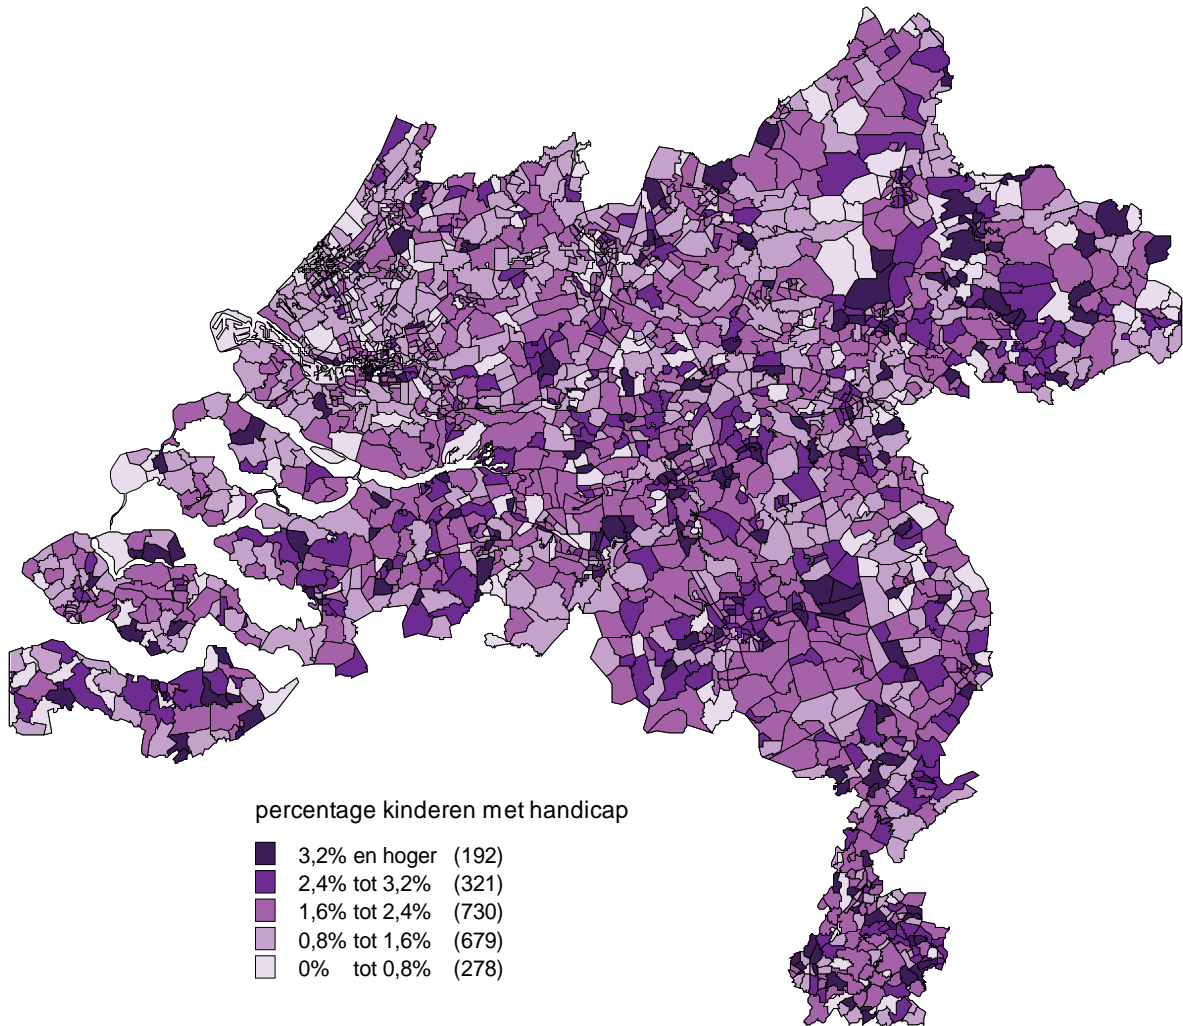 percentage kinderen met handicap
3,2% en hoger (192)
2,4% tot 3,2% (321)
1,6% tot 2,4% (730)
0,8% tot 1,6% (679)
0% tot 0,8% (278)